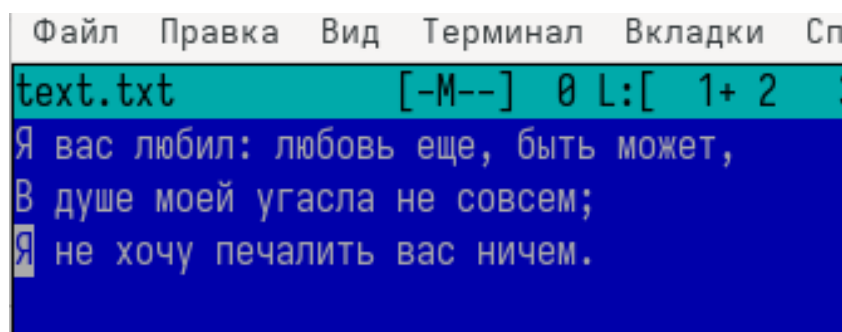 Файл Правка Вид Терминал Вкладки
text.txt [-M--] 0 L:[ 1+ 2
Я вас любил: любовь еще, быть может,
В душе моей угасла не совсем;
Я не хочу печалить вас ничем.